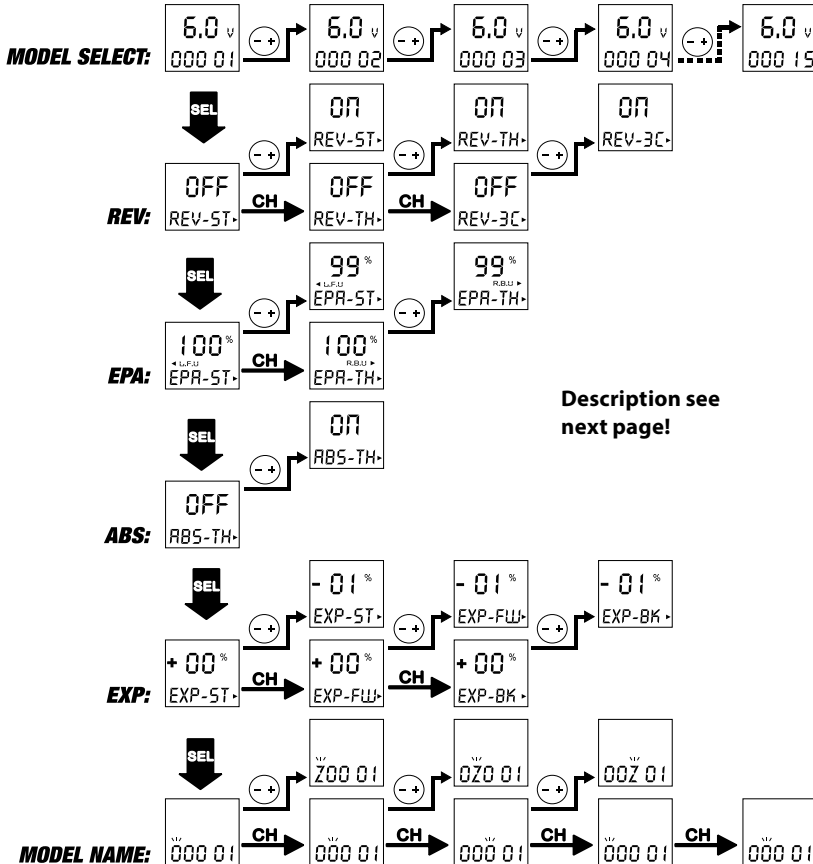 6.0 v 6.0 v 6.0 v 6.0 v 6.0 v
MODEL SELECT: 000 01 - + 000 02 - + 000 03 - + 000 04 - + 000 15
SEL
ON ON ON
REV-ST - + REV-TH - + REV-3C - +
OFF OFF OFF
REV: REV-ST CH REV-TH CH REV-3C
SEL
99 % 99 %
L.F.U R.B.U
EPA-ST EPA-TH
- + - +
100 % 100 %
L.F.U R.B.U
EPA: EPA-ST CH EPA-TH
Description see
next page!
SEL
ON
ABS-TH
- +
OFF
ABS: ABS-TH
SEL
- 01 % - 01 % - 01 %
EXP-ST EXP-FW EXP-BK
- + - + - +
+ 00 % + 00 % + 00 %
EXP: EXP-ST CH EXP-FW CH EXP-BK
SEL
Z00 01 0Z0 01 00Z 01
- + - + - +
MODEL NAME: 000 01 CH 000 01 CH 000 01 CH 000 01 CH 000 01